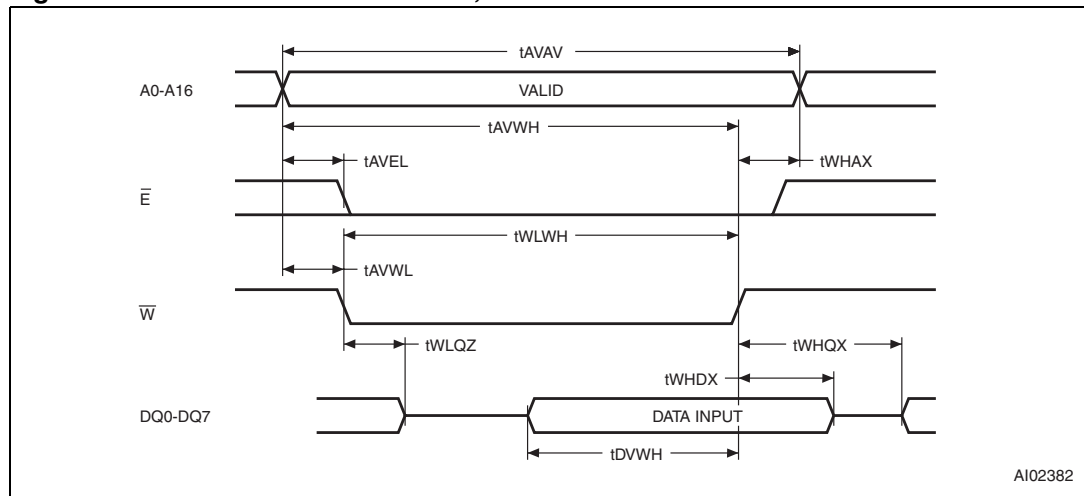 tAVAV
A0-A16
VALID
tAVWH
tAVEL
tWHAX
E
tWLWH
tAVWL
W
tWLQZ
tWHQX
tWHDX
DQ0-DQ7
DATA INPUT
tDVWH
AI02382